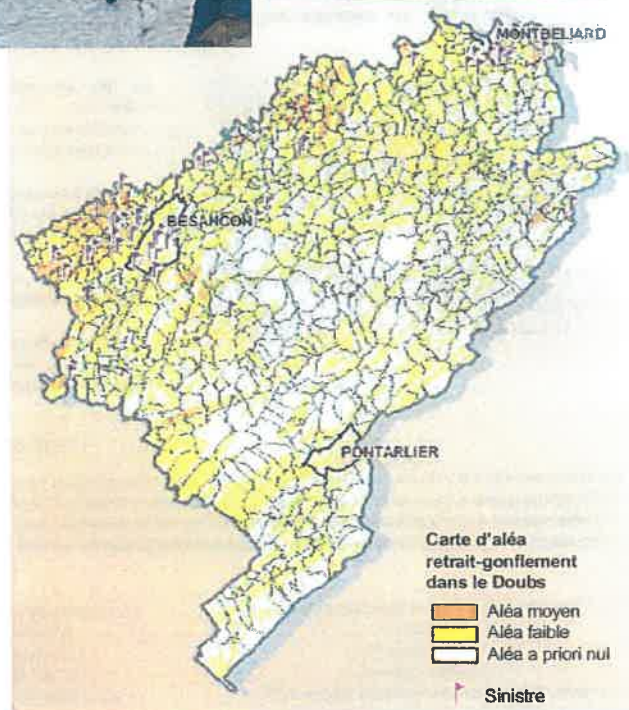 MONTBELIARD
BESANCON
PONTARLIER
Carte d'aléa
retrait-gonflement
dans le Doubs
Aléa moyen
Aléa faible
Aléa a priori nul
Sinistre